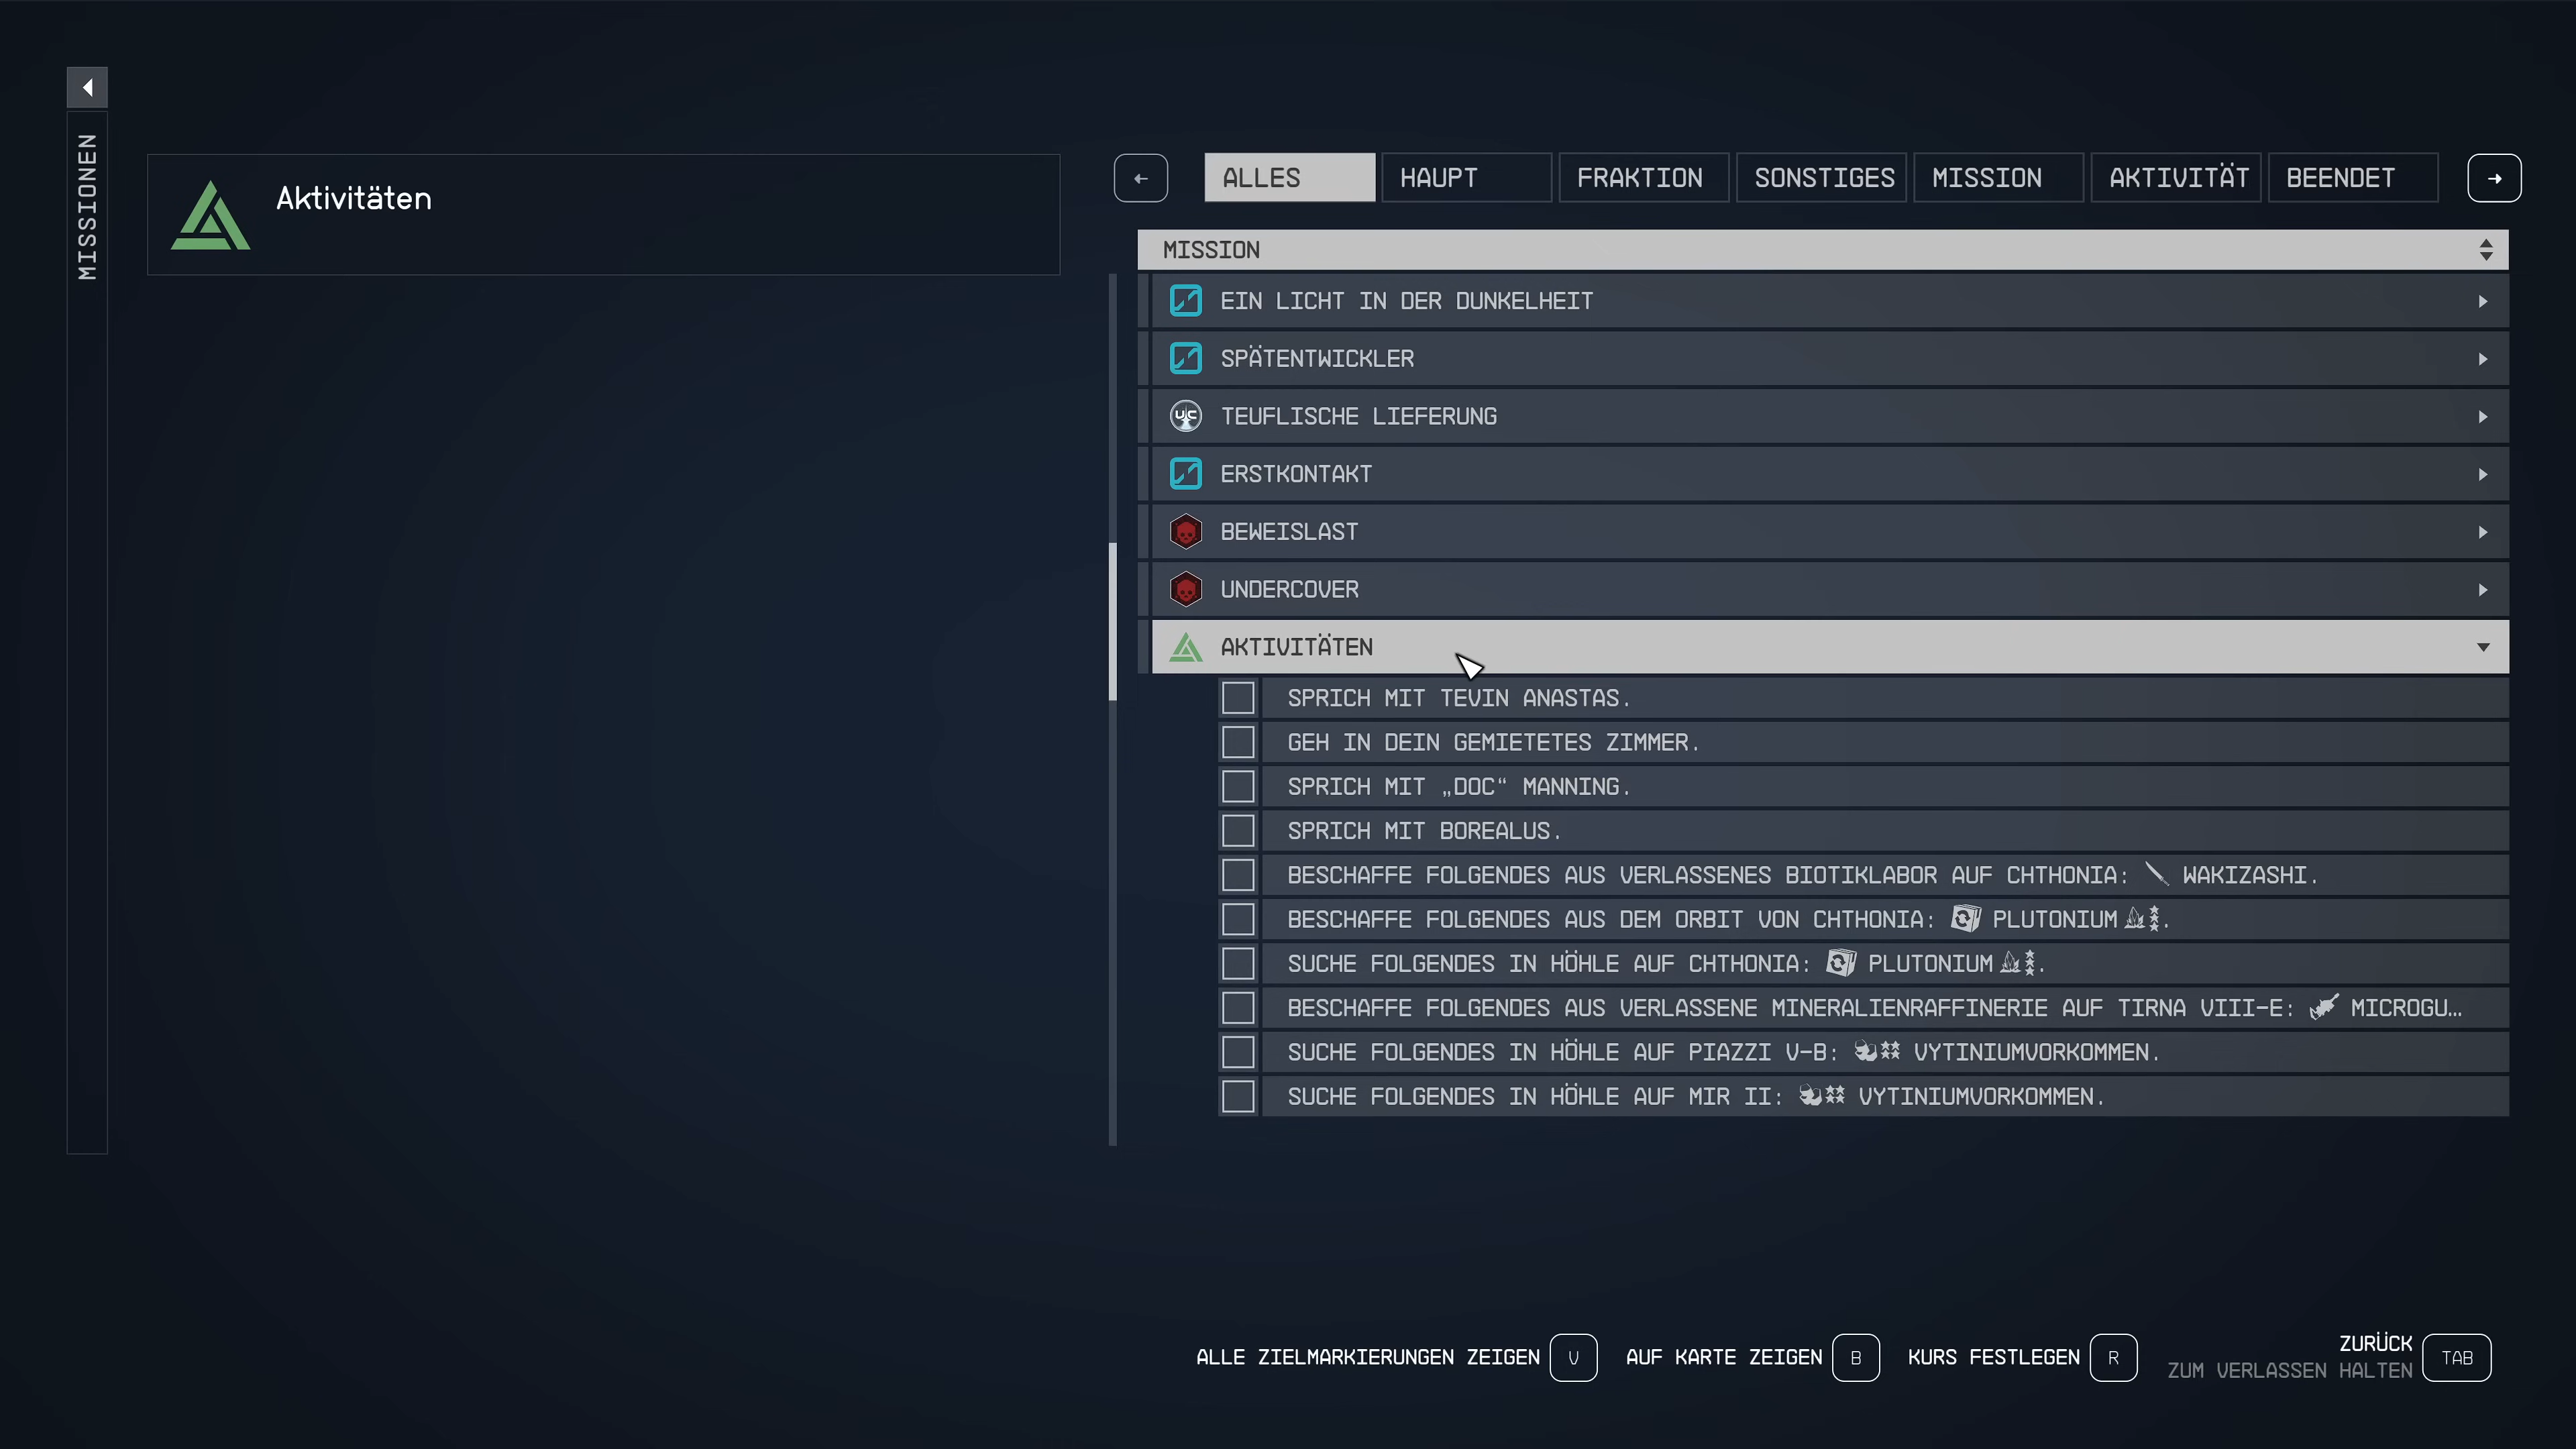 MISSIONEN
Aktivitäten
ALLES
HAUPT
FRAKTION
SONSTIGES
MISSION
AKTIVITÄT
BEENDET
MISSION
EIN LICHT IN DER DUNKELHEIT
SPÄTENTWICKLER
UC
TEUFLISCHE LIEFERUNG
ERSTKONTAKT
BEWEISLAST
UNDERCOVER
AKTIVITÄTEN
SPRICH MIT TEVIN ANASTAS.
GEH IN DEIN GEMIETETES ZIMMER.
SPRICH MIT „DOC“ MANNING.
SPRICH MIT BOREALUS.
BESCHAFFE FOLGENDES AUS VERLASSENES BIOTIKLABOR AUF CHTHONIA: WAKIZASHI.
BESCHAFFE FOLGENDES AUS DEM ORBIT VON CHTHONIA: PLUTONIUM.
SUCHE FOLGENDES IN HÖHLE AUF CHTHONIA: PLUTONIUM.
BESCHAFFE FOLGENDES AUS VERLASSENE MINERALIENRAFFINERIE AUF TIRNA VIII-E: MICROGU...
SUCHE FOLGENDES IN HÖHLE AUF PIAZZI V-B: VYTINIUMVORKOMMEN.
SUCHE FOLGENDES IN HÖHLE AUF MIR II: VYTINIUMVORKOMMEN.
ALLE ZIELMARKIERUNGEN ZEIGEN V
AUF KARTE ZEIGEN B
KURS FESTLEGEN R
ZURÜCK TAB
ZUM VERLASSEN HALTEN